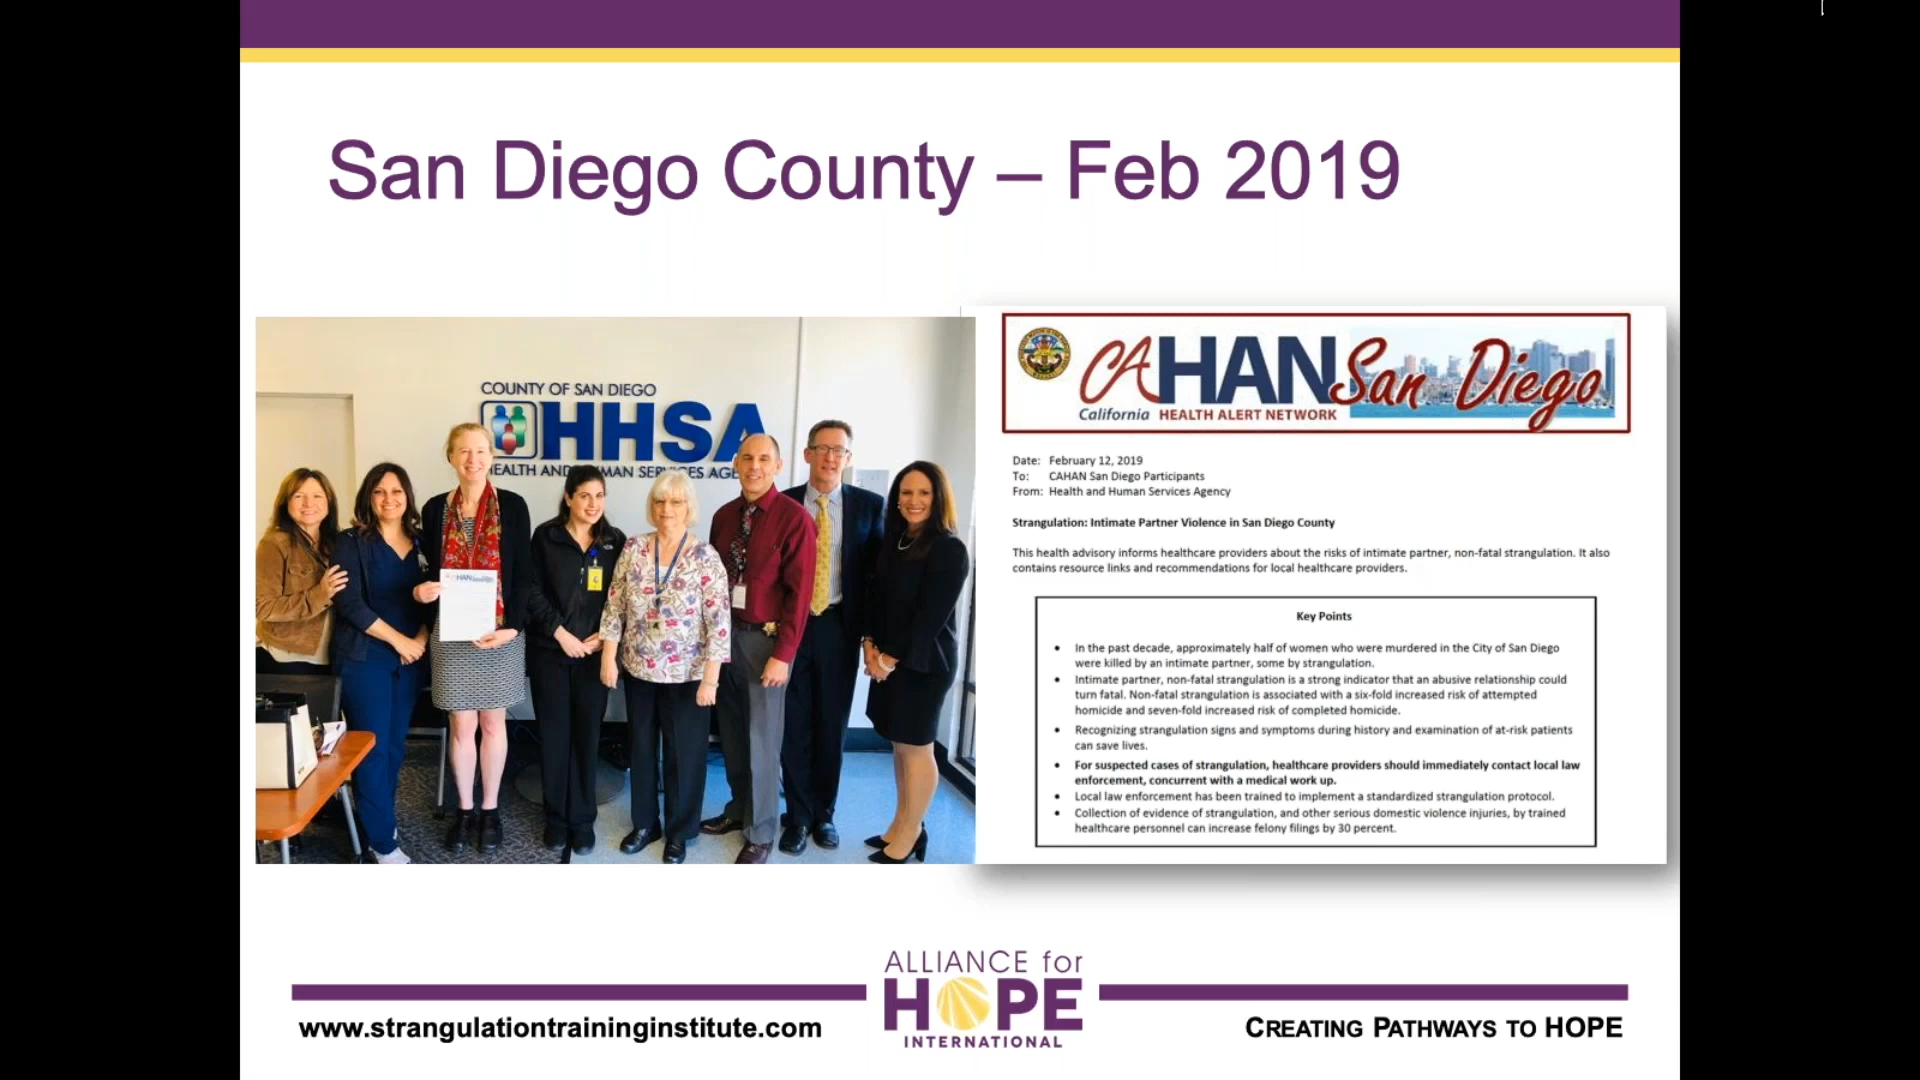 San Diego County – Feb 2019
COUNTY OF SAN DIEGO
HHSA
HEALTH AND HUMAN SERVICES AGE
HAN
CAHAN San Diego
California HEALTH ALERT NETWORK
Date: February 12, 2019
To: CAHAN San Diego Participants
From: Health and Human Services Agency
Strangulation: Intimate Partner Violence in San Diego County
This health advisory informs healthcare providers about the risks of intimate partner, non-fatal strangulation. It also
contains resource links and recommendations for local healthcare providers.
Key Points
• In the past decade, approximately half of women who were murdered in the City of San Diego
were killed by an intimate partner, some by strangulation.
• Intimate partner, non-fatal strangulation is a strong indicator that an abusive relationship could
turn fatal. Non-fatal strangulation is associated with a six-fold increased risk of attempted
homicide and seven-fold increased risk of completed homicide.
• Recognizing strangulation signs and symptoms during history and examination of at-risk patients
can save lives.
• For suspected cases of strangulation, healthcare providers should immediately contact local law
enforcement, concurrent with a medical work up.
• Local law enforcement has been trained to implement a standardized strangulation protocol.
• Collection of evidence of strangulation, and other serious domestic violence injuries, by trained
healthcare personnel can increase felony filings by 30 percent.
www.strangulationtraininginstitute.com
ALLIANCE for
HOPE
INTERNATIONAL
CREATING PATHWAYS TO HOPE